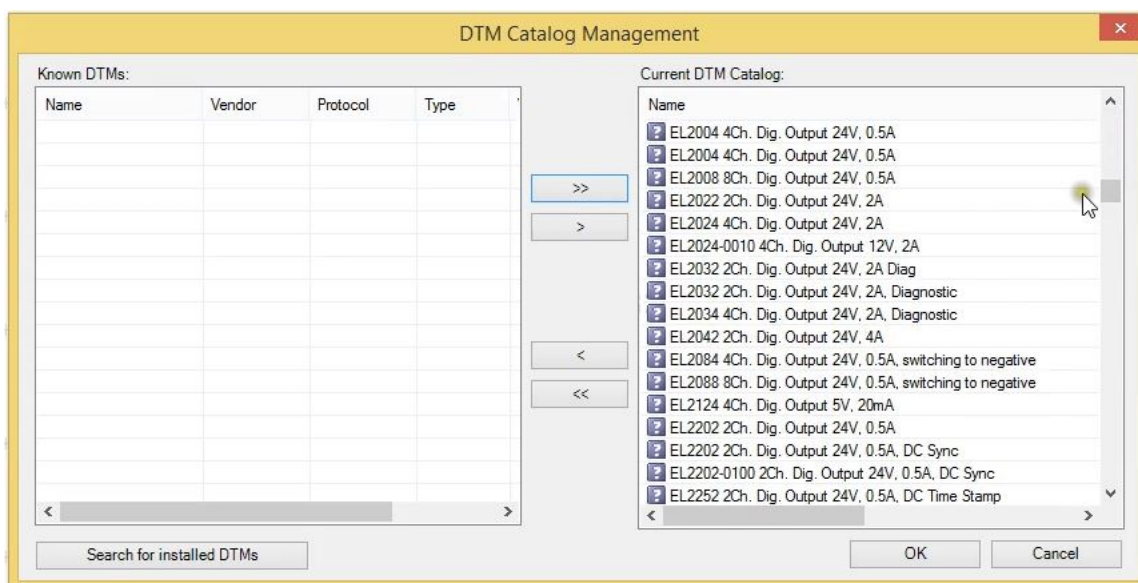 DTM Catalog Management
Known DTMs:
Name Vendor Protocol Type
Search for installed DTMs
>>
>
<
<<
Current DTM Catalog:
Name
EL2004 4Ch. Dig. Output 24V, 0.5A
EL2004 4Ch. Dig. Output 24V, 0.5A
EL2008 8Ch. Dig. Output 24V, 0.5A
EL2022 2Ch. Dig. Output 24V, 2A
EL2024 4Ch. Dig. Output 24V, 2A
EL2024-0010 4Ch. Dig. Output 12V, 2A
EL2032 2Ch. Dig. Output 24V, 2A Diag
EL2032 2Ch. Dig. Output 24V, 2A, Diagnostic
EL2034 4Ch. Dig. Output 24V, 2A, Diagnostic
EL2042 2Ch. Dig. Output 24V, 4A
EL2084 4Ch. Dig. Output 24V, 0.5A, switching to negative
EL2088 8Ch. Dig. Output 24V, 0.5A, switching to negative
EL2124 4Ch. Dig. Output 5V, 20mA
EL2202 2Ch. Dig. Output 24V, 0.5A
EL2202 2Ch. Dig. Output 24V, 0.5A, DC Sync
EL2202-0100 2Ch. Dig. Output 24V, 0.5A, DC Sync
EL2252 2Ch. Dig. Output 24V, 0.5A, DC Time Stamp
OK Cancel